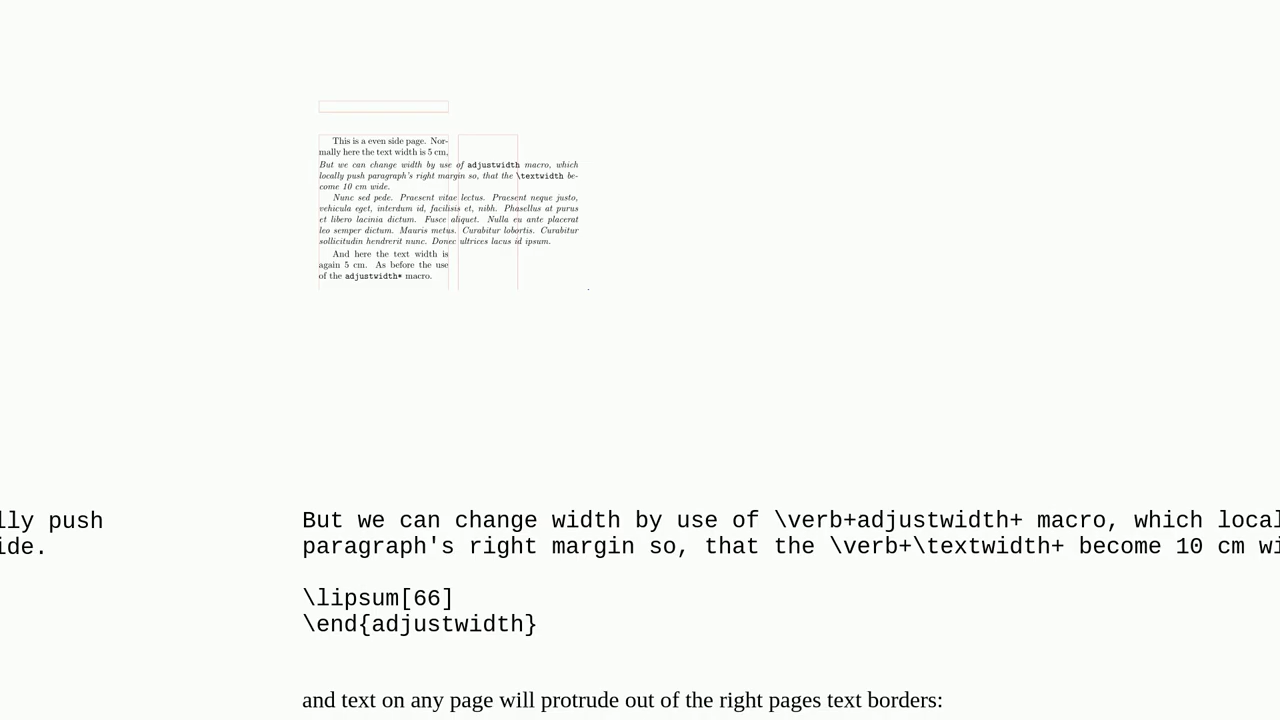 This is a even side page. Nor-
mally here the text width is 5 cm,
But we can change width by use of adjustwidth macro, which
locally push paragraph's right margin so, that the \textwidth be-
come 10 cm wide.
Nunc sed pede. Praesent vitae lectus. Praesent neque justo,
vehicula eget, interdum id, facilisis et, nibh. Phasellus at purus
et libero lacinia dictum. Fusce aliquet. Nulla eu ante placerat
leo semper dictum. Mauris metus. Curabitur lobortis. Curabitur
sollicitudin hendrerit nunc. Donec ultrices lacus id ipsum.
And here the text width is
again 5 cm. As before the use
of the adjustwidth* macro.
lly push
ide.
But we can change width by use of \verb+adjustwidth+ macro, which local
paragraph's right margin so, that the \verb+\textwidth+ become 10 cm wi
\lipsum[66]
\end{adjustwidth}
and text on any page will protrude out of the right pages text borders: